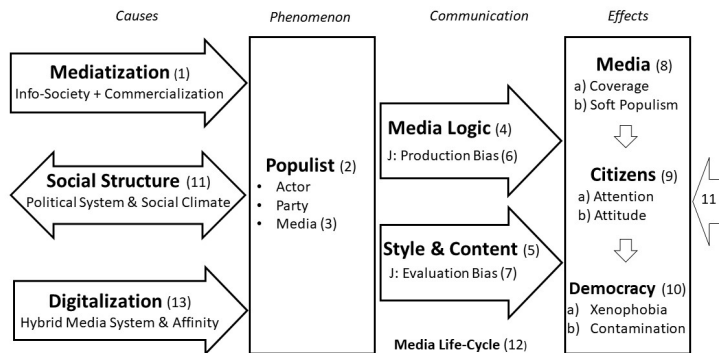 Causes
Phenomenon
Communication
Effects
Mediatization (1)
Info-Society + Commercialization
Social Structure (11)
Political System & Social Climate
Digitalization (13)
Hybrid Media System & Affinity
Populist (2)
• Actor
• Party
• Media (3)
Media Logic (4)
J: Production Bias (6)
Style & Content (5)
J: Evaluation Bias (7)
Media Life-Cycle (12)
Media (8)
a) Coverage
b) Soft Populism
Citizens (9)
a) Attention
b) Attitude
Democracy (10)
a) Xenophobia
b) Contamination
11